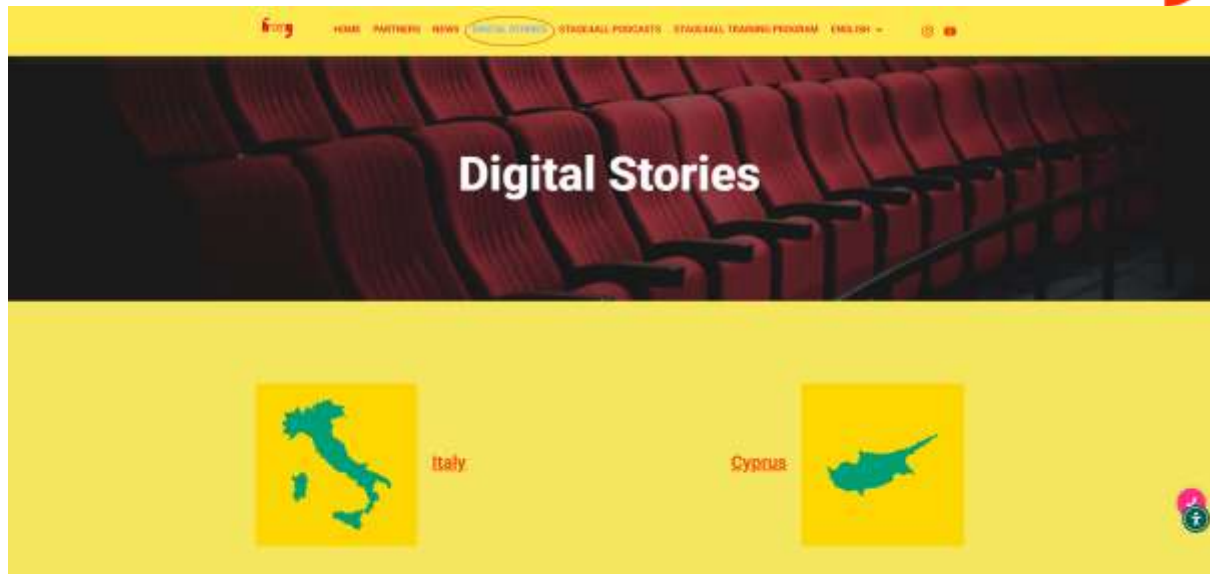 HOME PARTNERS NEWS DIGITAL STORIES STAGE4ALL PODCASTS STAGE4ALL TRAINING PROGRAM ENGLISH
Digital Stories
Italy
Cyprus